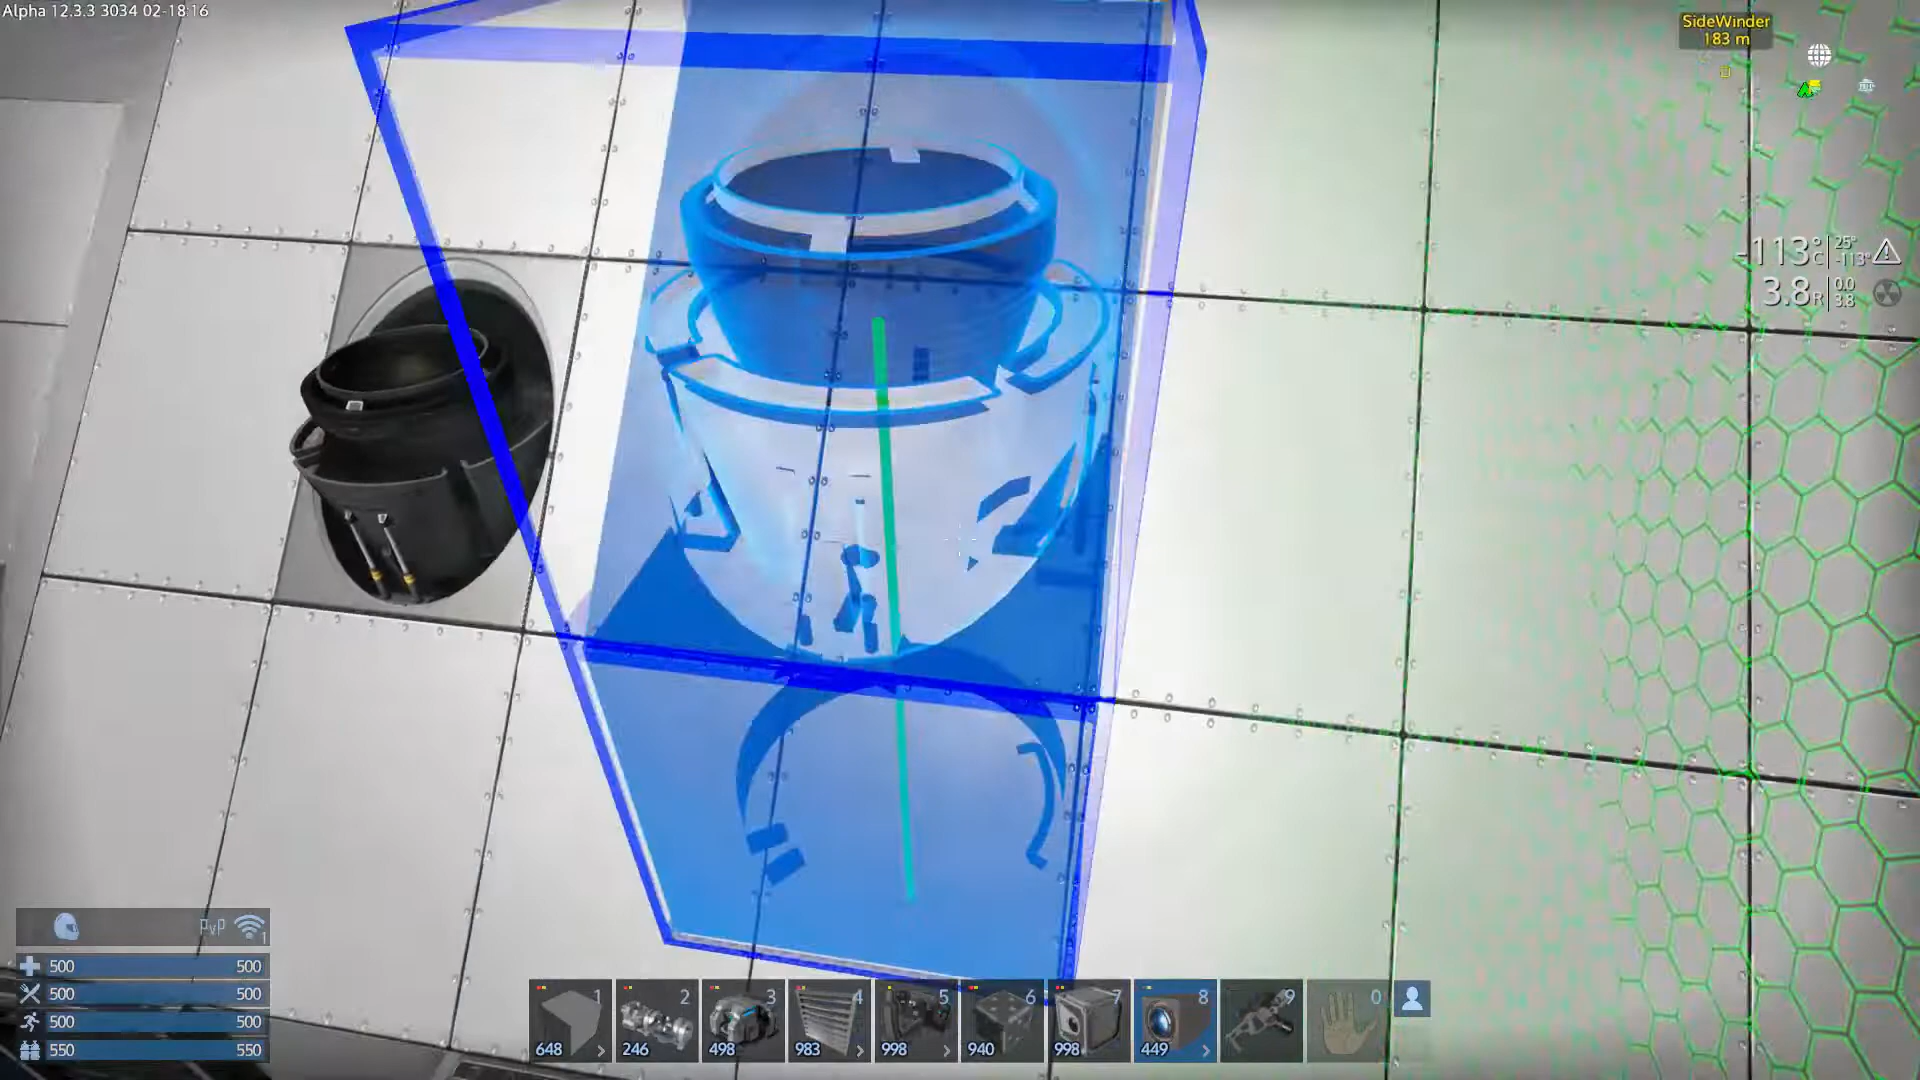 Alpha 12.3.3 3034 02-18:16
SideWinder
183 m
-113°C 25°
-113°
3.8R 0.0
3.8
PvP 1
500 500
500 500
500 500
550 550
1 2 3 4 5 6 7 8 9 0
648 246 498 983 998 940 998 449